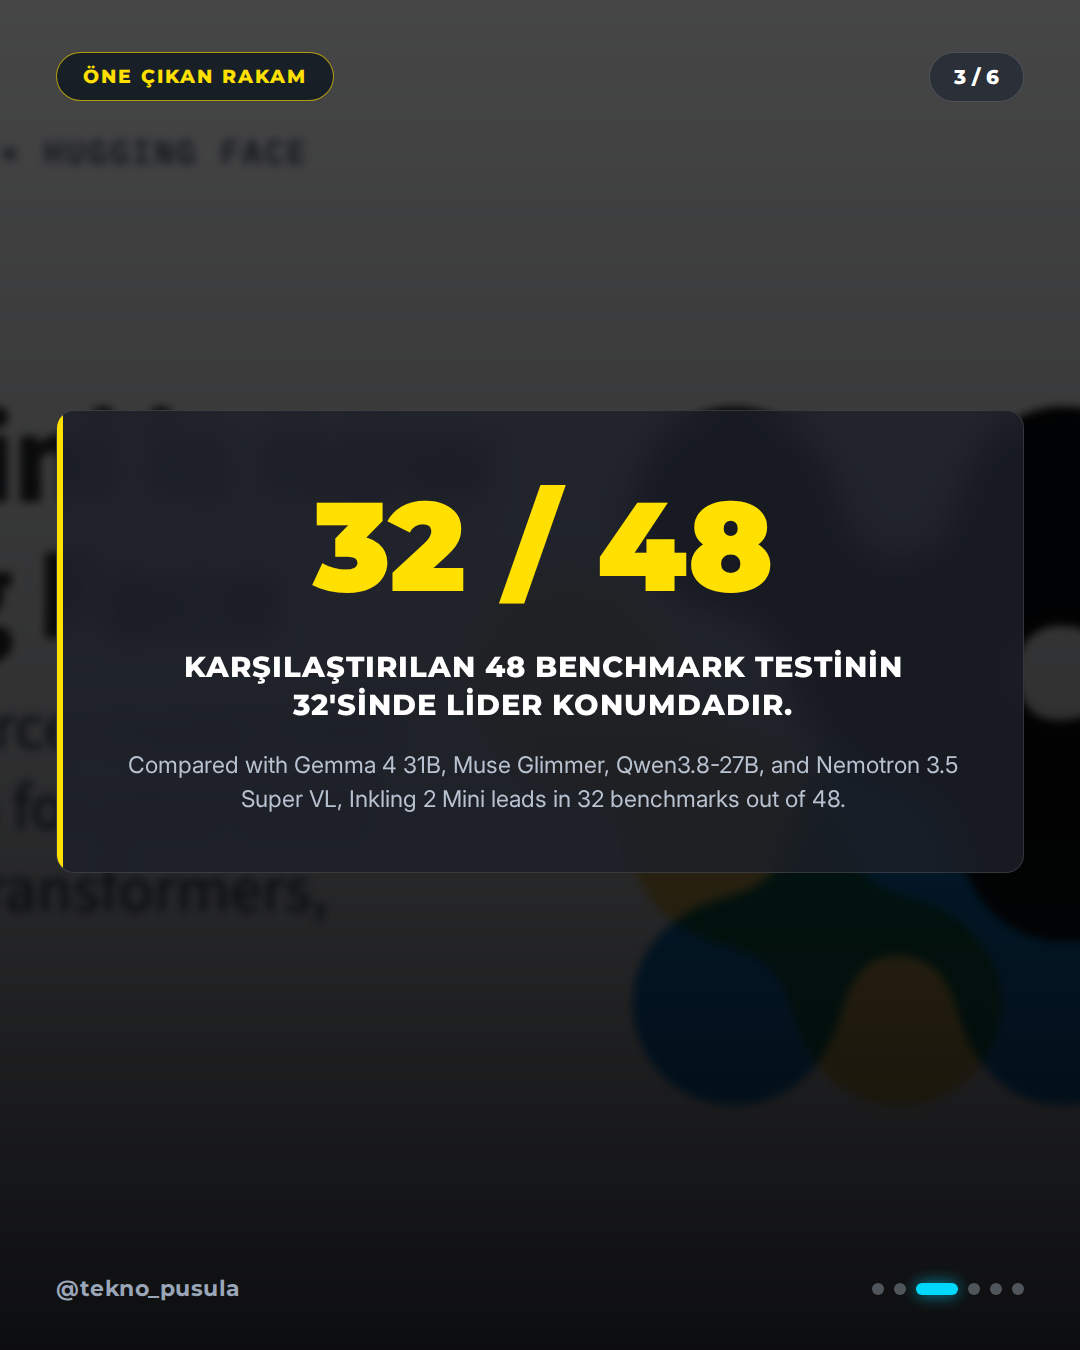 ÖNE ÇIKAN RAKAM
3 / 6
• HUGGING FACE
32 / 48
KARŞILAŞTIRILAN 48 BENCHMARK TESTİNİN
32'SİNDE LİDER KONUMDADIR.
Compared with Gemma 4 31B, Muse Glimmer, Qwen3.8-27B, and Nemotron 3.5
Super VL, Inkling 2 Mini leads in 32 benchmarks out of 48.
ransformers,
@tekno_pusula